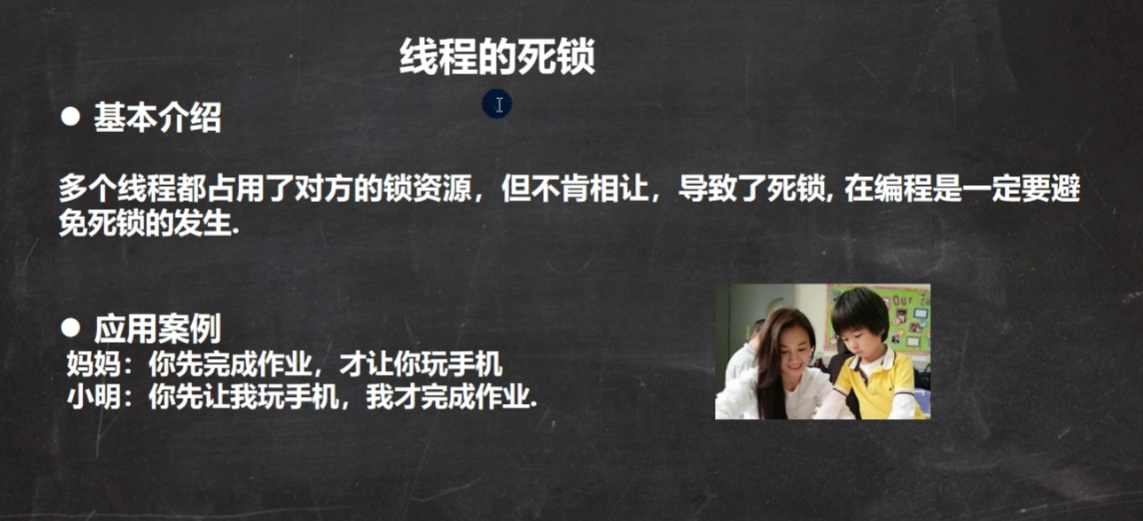 线程的死锁
● 基本介绍
多个线程都占用了对方的锁资源，但不肯相让，导致了死锁, 在编程是一定要避
免死锁的发生.
● 应用案例
妈妈：你先完成作业，才让你玩手机
小明：你先让我玩手机，我才完成作业.
Our